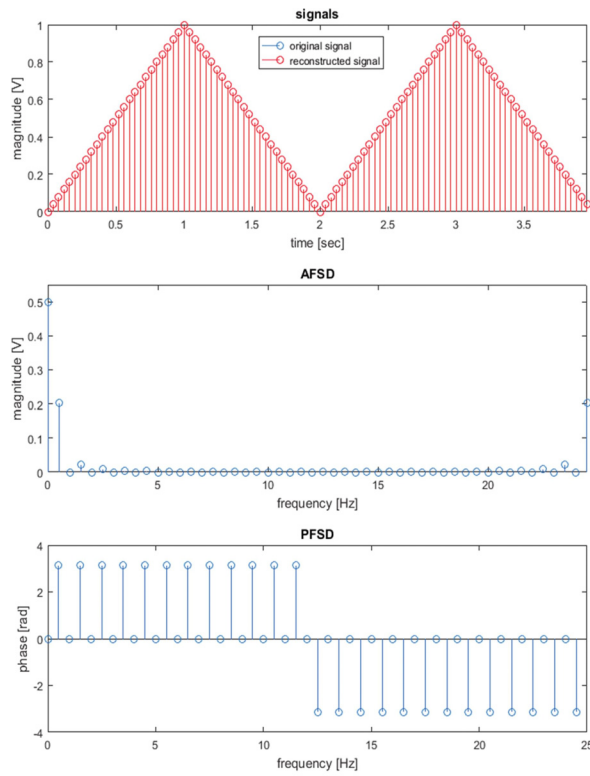 signals
magnitude [V]
1
0.8
0.6
0.4
0.2
0
original signal
reconstructed signal
0 0.5 1 1.5 2 2.5 3 3.5
time [sec]
AFSD
magnitude [V]
0.5
0.4
0.3
0.2
0.1
0
0 5 10 15 20
frequency [Hz]
PFSD
phase [rad]
4
2
0
-2
-4
0 5 10 15 20 25
frequency [Hz]